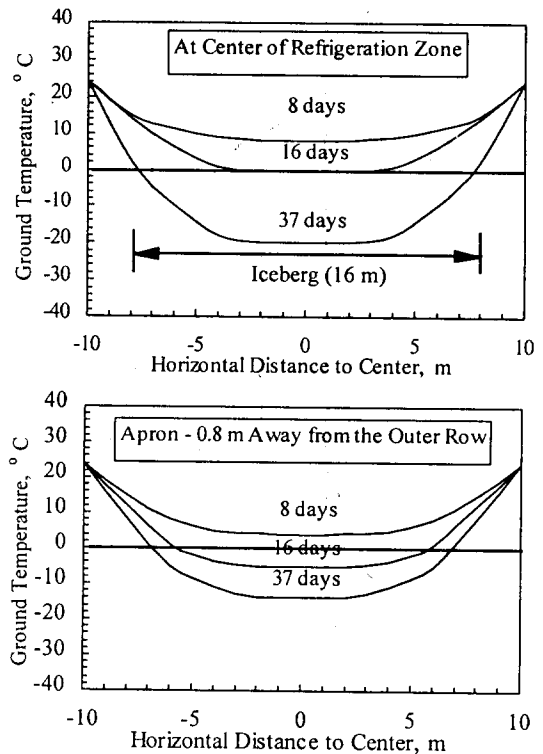 At Center of Refrigeration Zone
Ground Temperature, °C
40
30
20
10
0
-10
-20
-30
-40
8 days
16 days
37 days
Iceberg (16 m)
-10
-5
0
5
10
Horizontal Distance to Center, m
Apron - 0.8 m Away from the Outer Row
Ground Temperature, °C
40
30
20
10
0
-10
-20
-30
-40
8 days
16 days
37 days
-10
-5
0
5
10
Horizontal Distance to Center, m